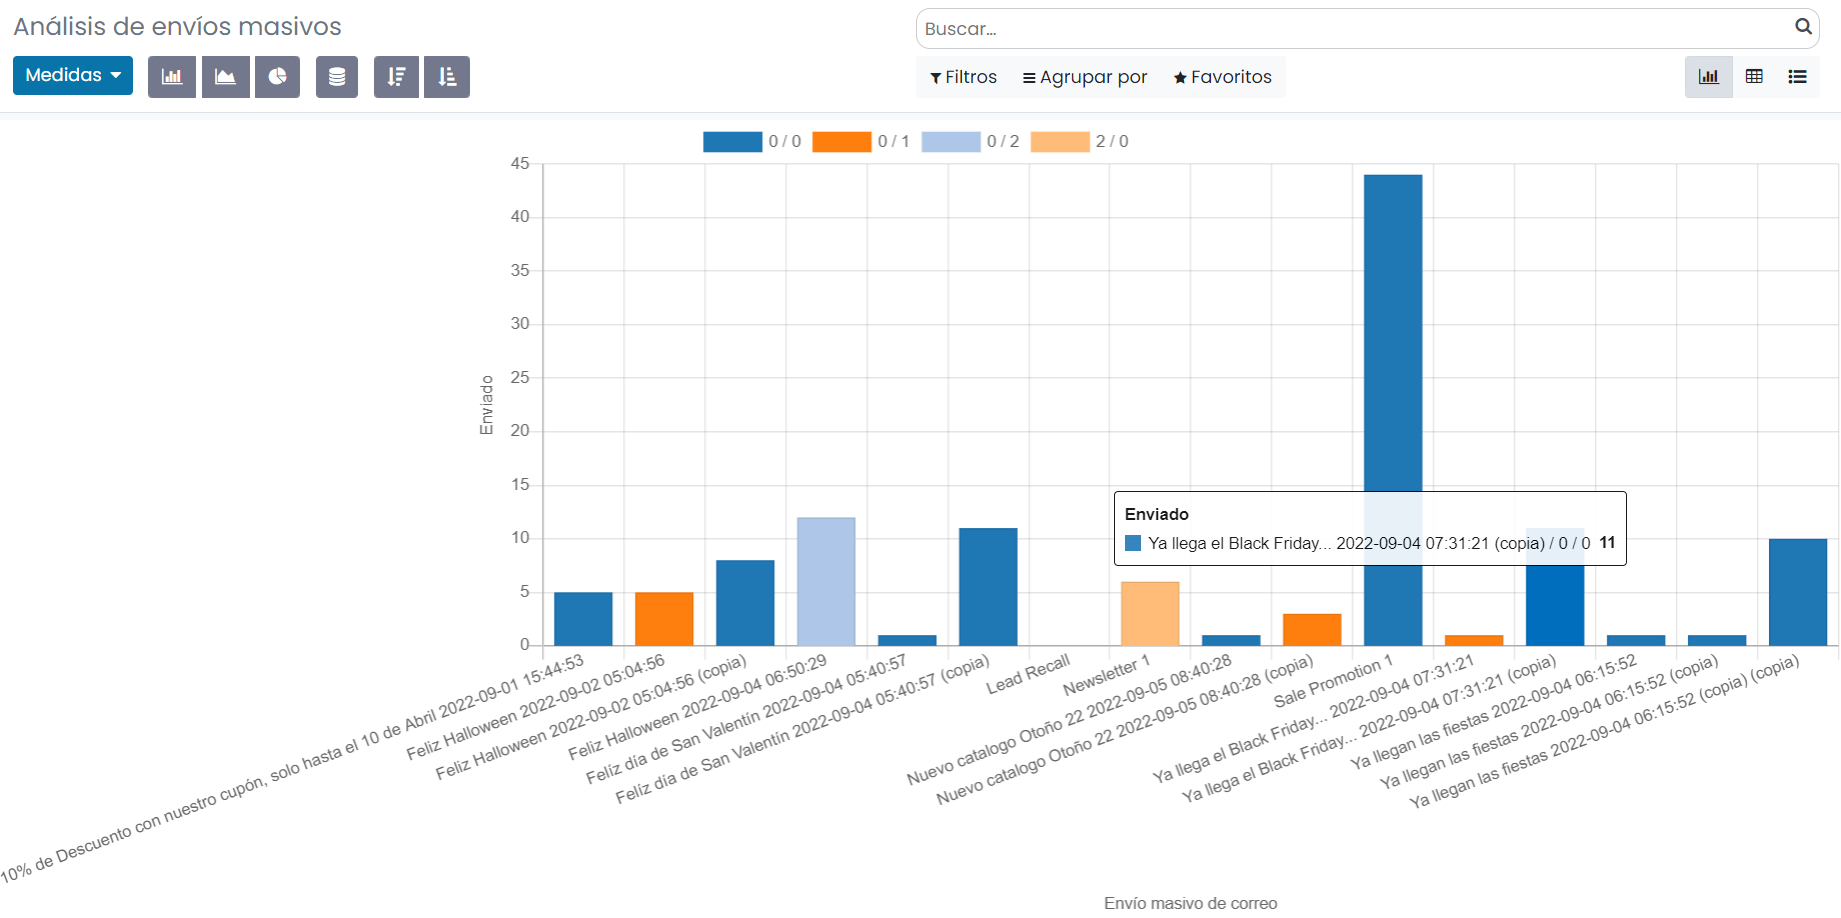 Análisis de envíos masivos
Buscar...
Medidas
Filtros
Agrupar por
Favoritos
0 / 0
0 / 1
0 / 2
2 / 0
45
40
35
30
25
20
15
10
5
0
Enviado
Enviado
Ya llega el Black Friday... 2022-09-04 07:31:21 (copia) / 0 / 0 11
10% de Descuento con nuestro cupón, solo hasta el 10 de Abril 2022-09-01 15:44:53
Feliz Halloween 2022-09-02 05:04:56
Feliz Halloween 2022-09-02 05:04:56 (copia)
Feliz Halloween 2022-09-04 06:50:29
Felíz día de San Valentín 2022-09-04 05:40:57
Felíz día de San Valentín 2022-09-04 05:40:57 (copia)
Lead Recall
Newsletter 1
Nuevo catalogo Otoño 22 2022-09-05 08:40:28
Nuevo catalogo Otoño 22 2022-09-05 08:40:28 (copia)
Sale Promotion 1
Ya llega el Black Friday... 2022-09-04 07:31:21
Ya llega el Black Friday... 2022-09-04 07:31:21 (copia)
Ya llegan las fiestas 2022-09-04 06:15:52
Ya llegan las fiestas 2022-09-04 06:15:52 (copia)
Ya llegan las fiestas 2022-09-04 06:15:52 (copia) (copia)
Envío masivo de correo